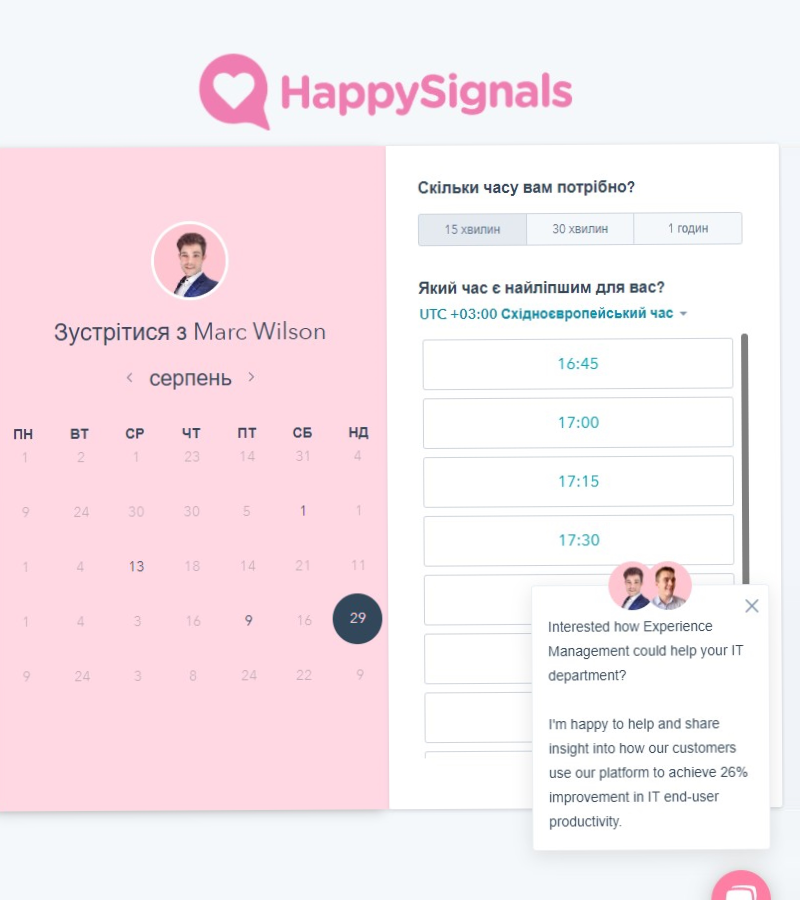 HappySignals
Зустрітися з Marc Wilson
серпень
ПН ВТ СР ЧТ ПТ СБ НД
1 2 1 23 14 31 4
9 24 30 30 5 1 1
1 4 13 18 14 21 11
1 4 3 16 9 16 29
9 24 3 8 24 22 9
Скільки часу вам потрібно?
15 хвилин 30 хвилин 1 годин
Який час є найліпшим для вас?
UTC +03:00 Східноєвропейський час
16:45
17:00
17:15
17:30
Interested how Experience
Management could help your IT
department?
I'm happy to help and share
insight into how our customers
use our platform to achieve 26%
improvement in IT end-user
productivity.